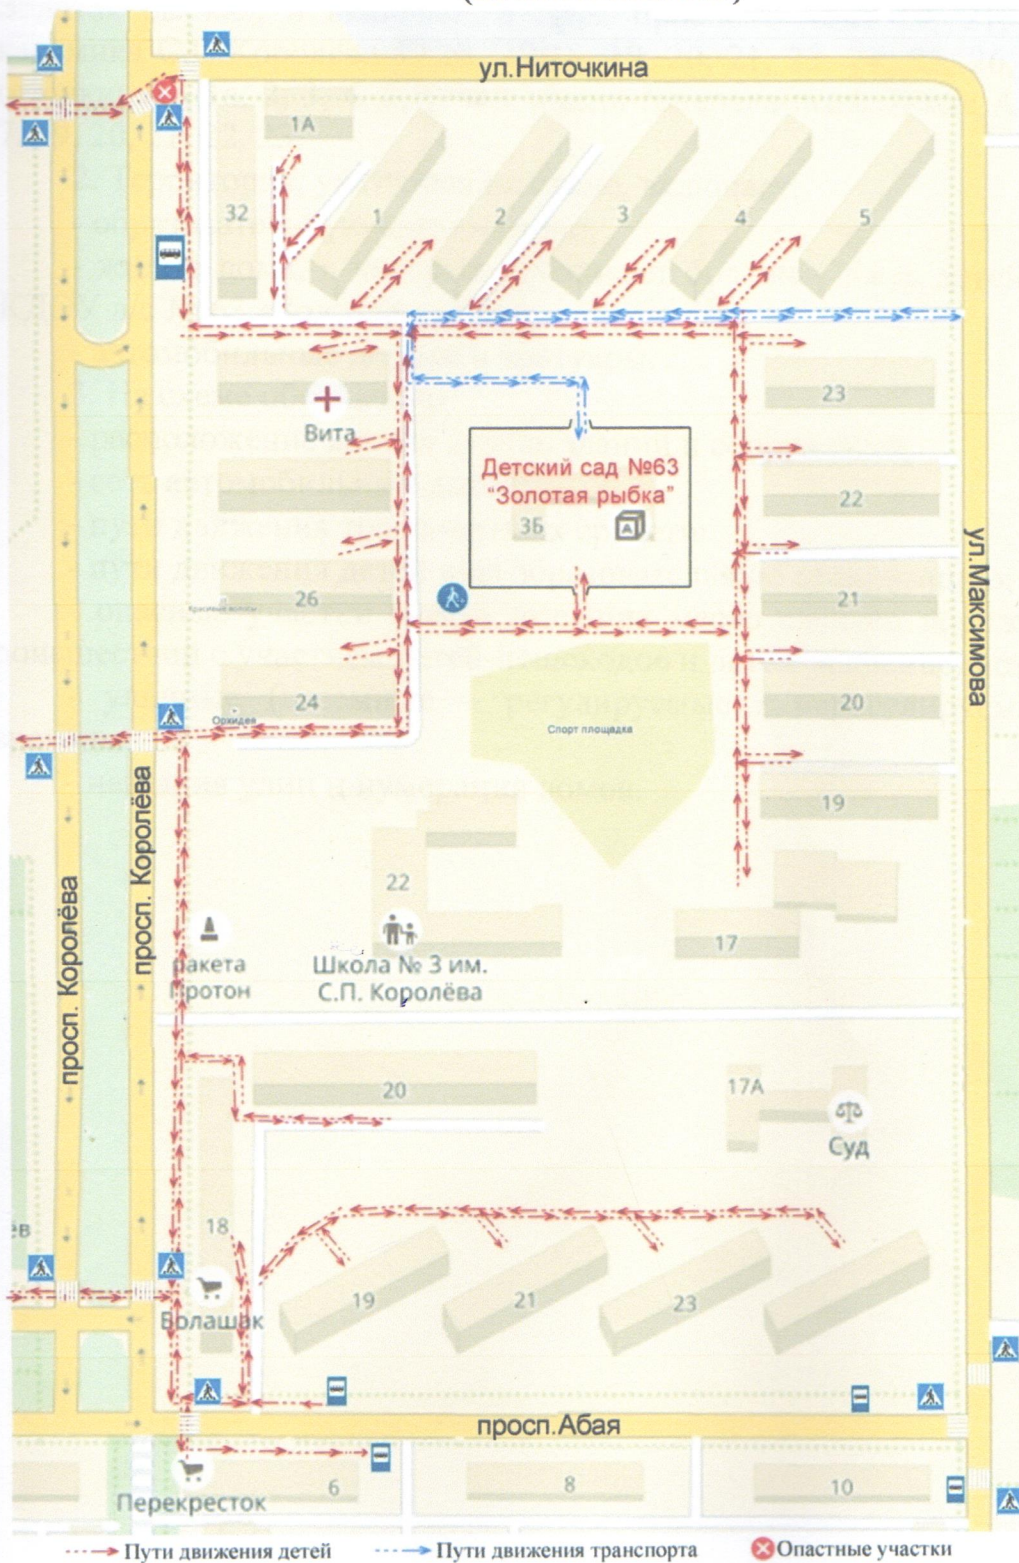 ул.Ниточкина
1А
32
1
2
3
4
5
23
Вита
Детский сад №63
“Золотая рыбка”
3Б
А
22
ул.Максимова
26
21
24
Орхидея
20
Спорт площадка
просп. Королёва
просп. Королёва
19
22
17
ракета
Протон
Школа № 3 им.
С.П. Королёва
20
17А
Суд
ёв
18
19
21
23
Болашак
просп.Абая
6
8
10
Перекресток
Пути движения детей
Пути движения транспорта
Опастные участки